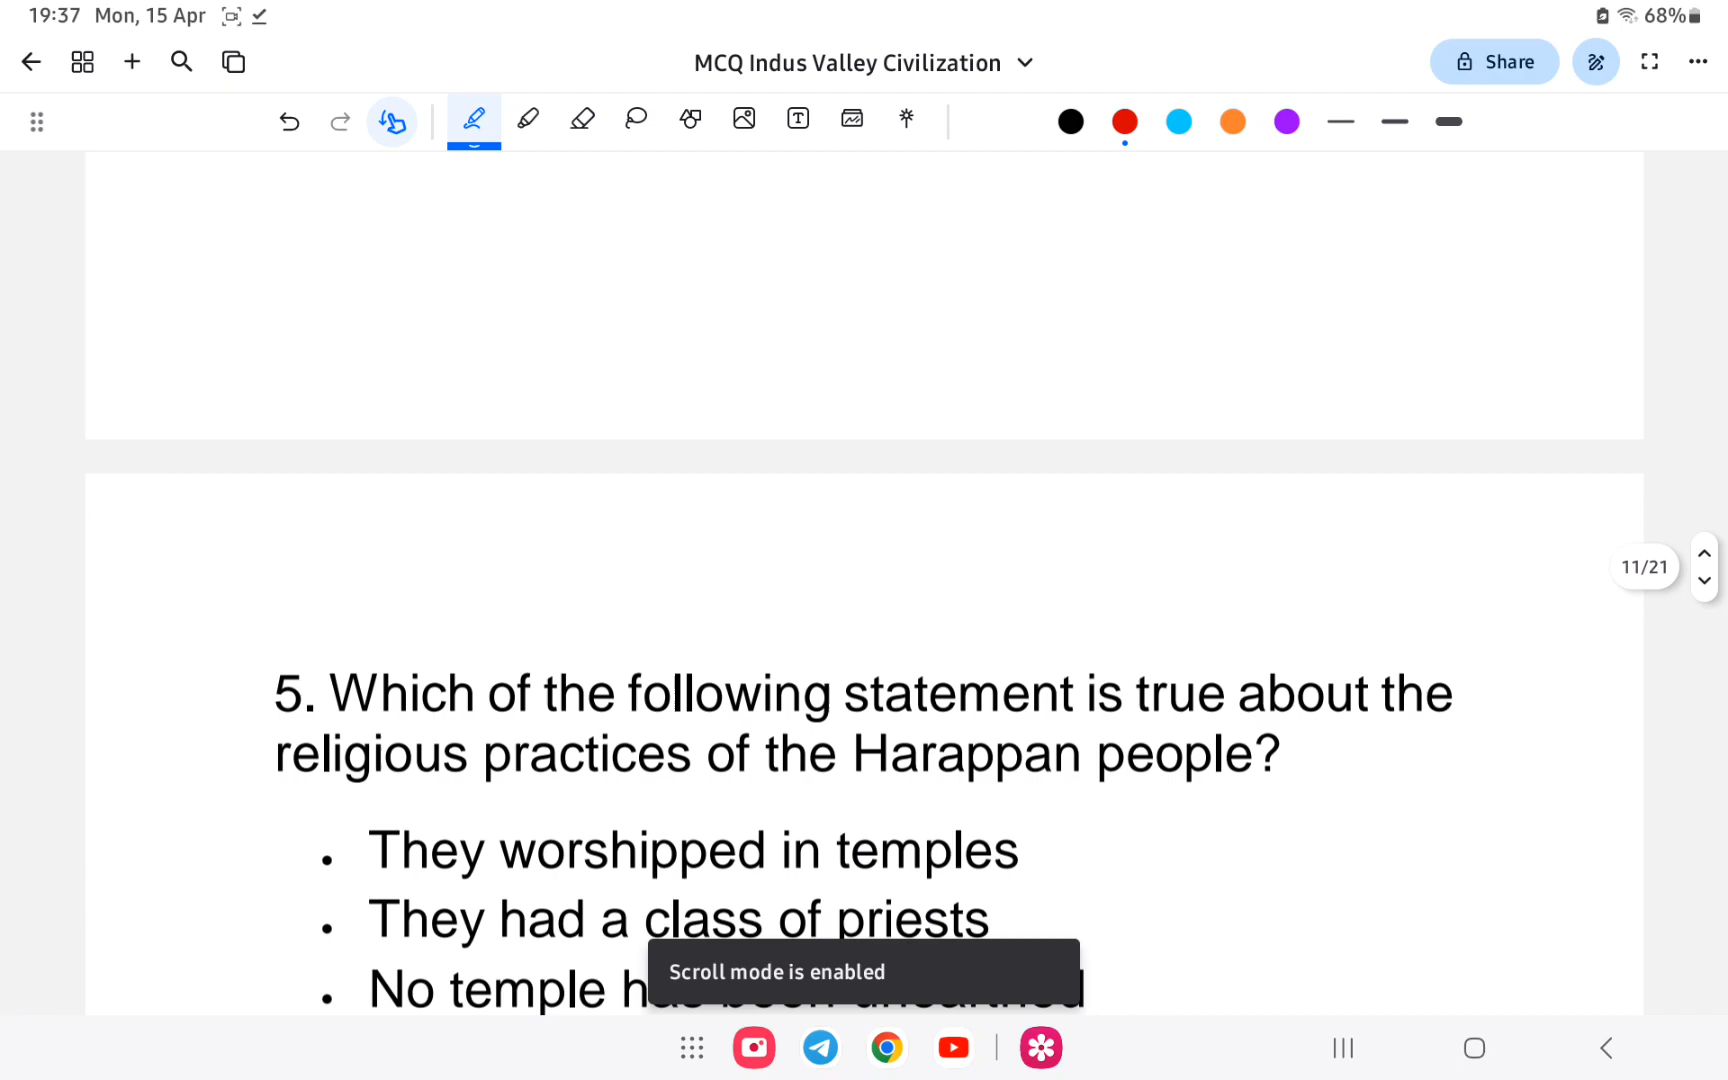 19:37 Mon, 15 Apr
68%
MCQ Indus Valley Civilization
Share
11/21
5. Which of the following statement is true about the
religious practices of the Harappan people?
• They worshipped in temples
• They had a class of priests
• No temple
Scroll mode is enabled